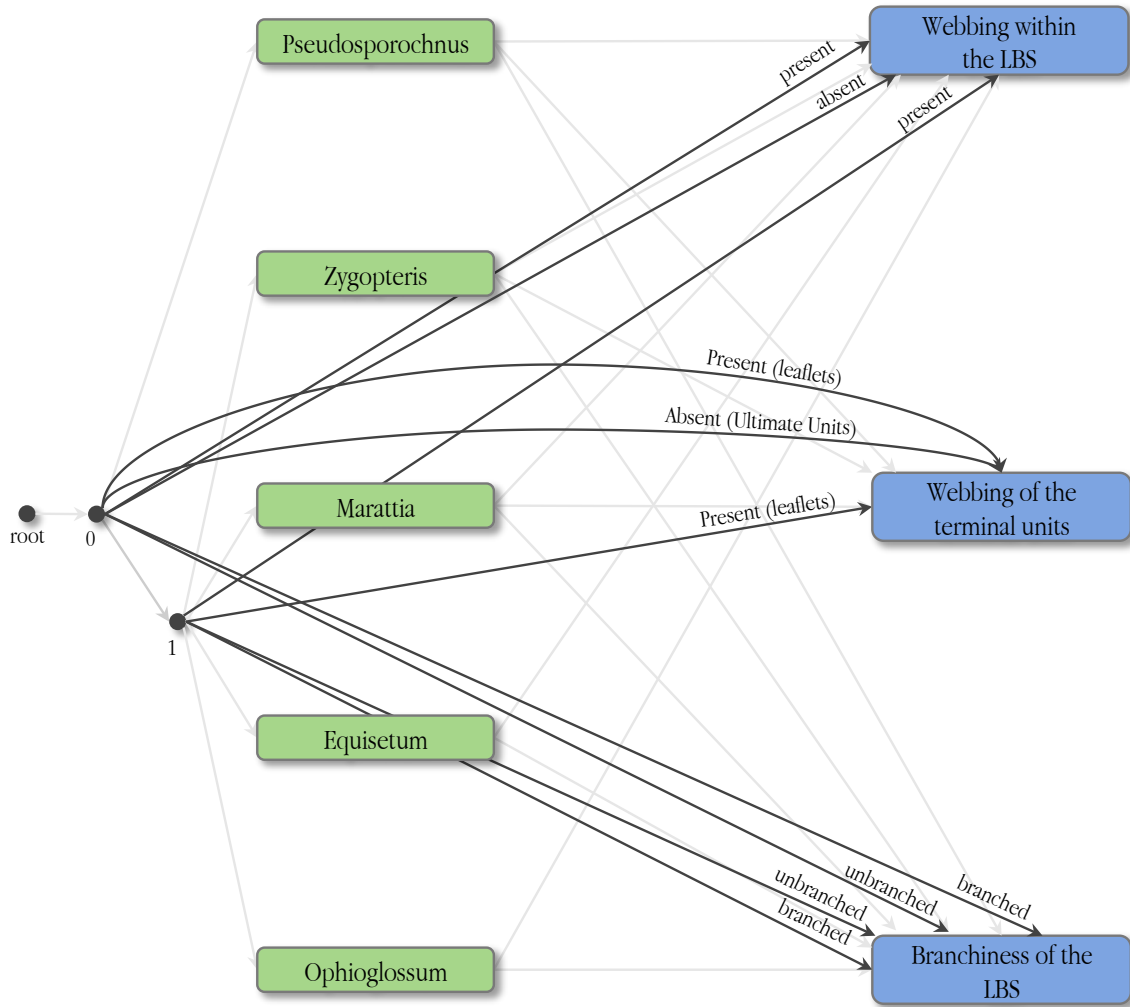 Pseudosporochnus
Webbing within
the LBS
present
absent
present
Zygopteris
Present (leaflets)
Absent (Ultimate Units)
Marattia
Present (leaflets)
Webbing of the
terminal units
root
0
1
Equisetum
unbranched
branched
unbranched
branched
Ophioglossum
Branchiness of the
LBS